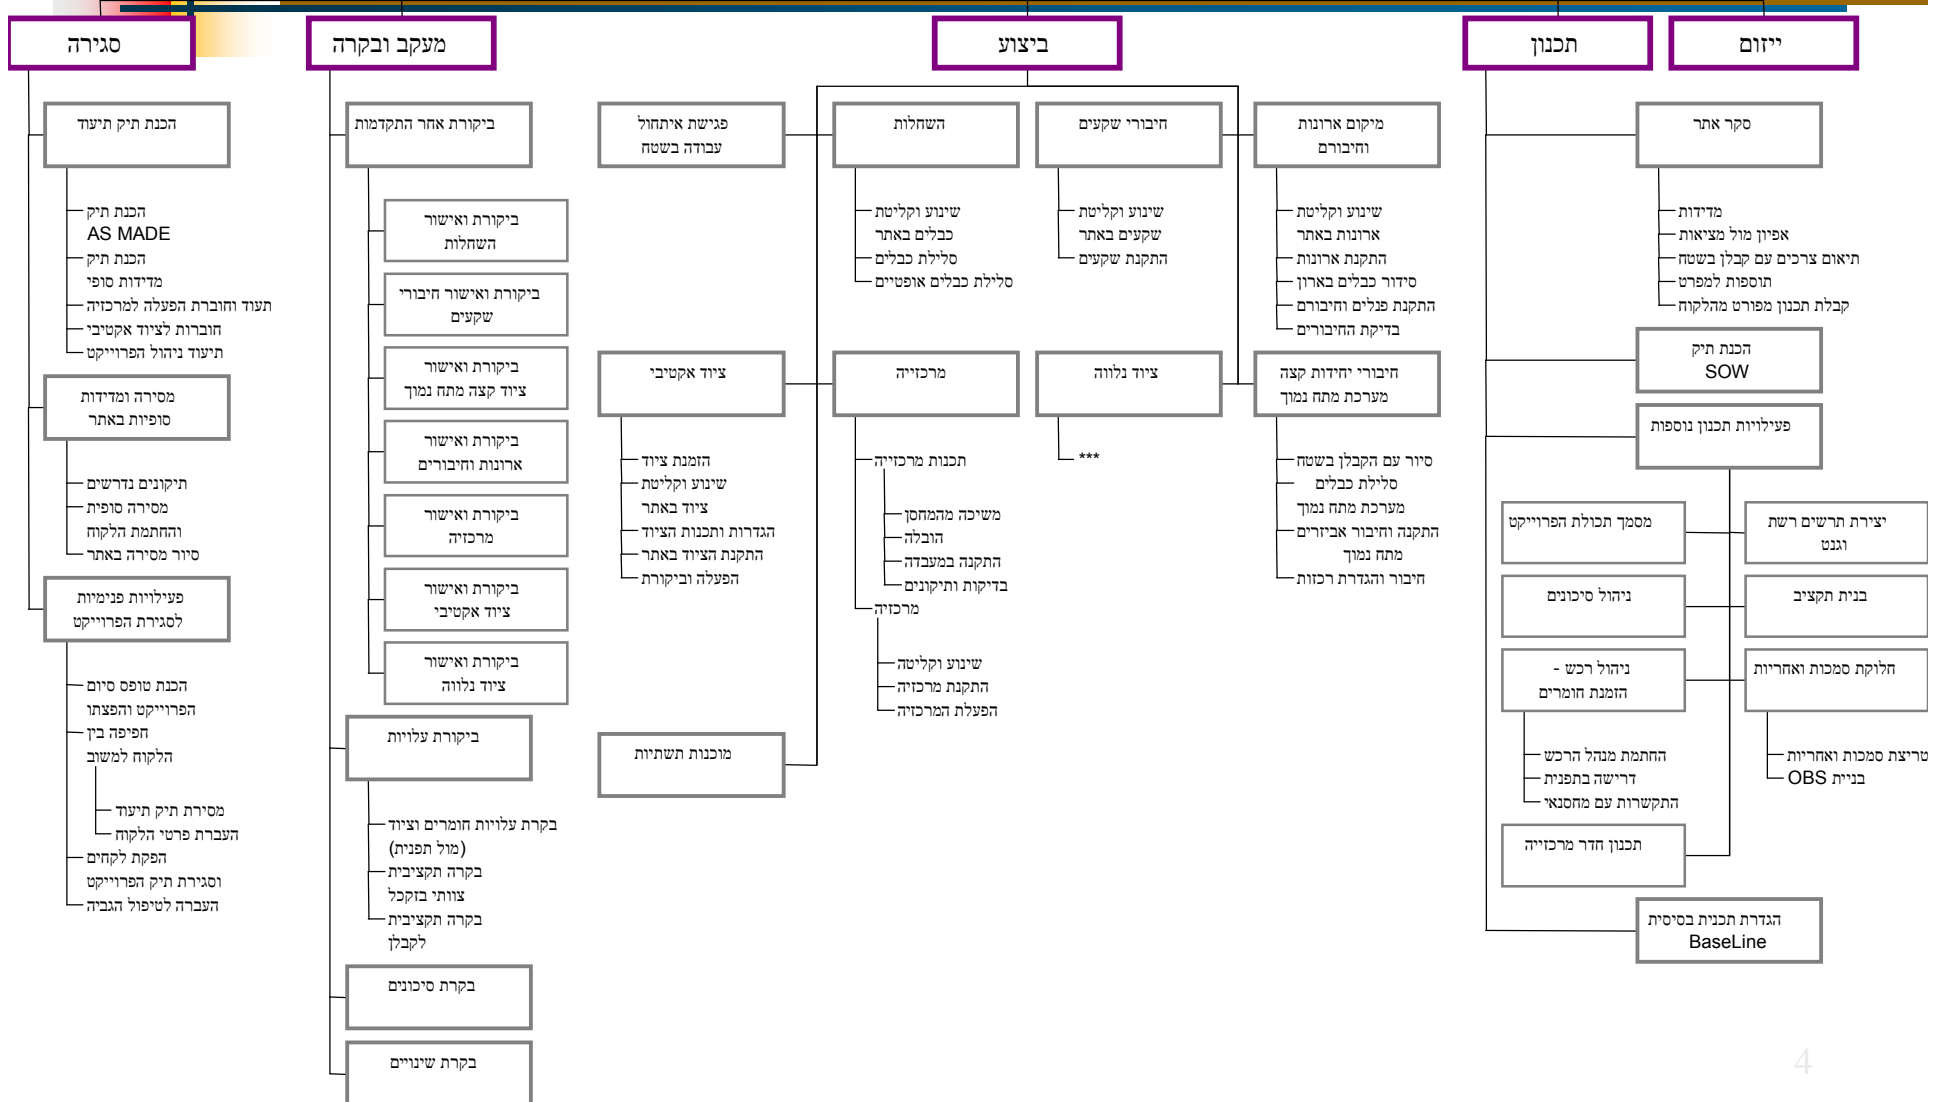 ייזום
תכנון
ביצוע
מעקב ובקרה
סגירה
סקר אתר
מדידות
אפיון מול מציאות
תיאום צרכים עם קבלן בשטח
תוספות למפרט
קבלת תכנון מפורט מהלקוח
הכנת תיק
SOW
פעילויות תכנון נוספות
יצירת תרשים רשת
וגנט
מסמך תכולת הפרוייקט
בנית תקציב
ניהול סיכונים
חלוקת סמכות ואחריות
טריצת סמכות ואחריות
בניית OBS
ניהול רכש -
הזמנת חומרים
החתמת מנהל הרכש
דרישה בתפנית
התקשרות עם מחסנאי
תכנון חדר מרכזייה
הגדרת תכנית בסיסית
BaseLine
מיקום ארונות
וחיבורם
שינוע וקליטת
ארונות באתר
התקנת ארונות
סידור כבלים בארון
התקנת פנלים וחיבורם
בדיקת החיבורים
חיבורי שקעים
שינוע וקליטת
שקעים באתר
התקנת שקעים
השחלות
שינוע וקליטת
כבלים באתר
סלילת כבלים
סלילת כבלים אופטיים
פגישת איתחול
עבודה בשטח
חיבורי יחידות קצה
מערכת מתח נמוך
סיור עם הקבלן בשטח
סלילת כבלים
מערכת מתח נמוך
התקנה וחיבור אביזרים
מתח נמוך
חיבור והגדרת רכזות
ציוד נלווה
***
מרכזייה
תכנות מרכזייה
משיכה מהמחסן
הובלה
התקנה במעבדה
בדיקות ותיקונים
מרכזיה
שינוע וקליטה
התקנת מרכזיה
הפעלת המרכזיה
ציוד אקטיבי
הזמנת ציוד
שינוע וקליטת
ציוד באתר
הגדרות ותכנות הציוד
התקנת הציוד באתר
הפעלה וביקורת
מוכנות תשתיות
ביקורת אחר התקדמות
ביקורת ואישור
השחלות
ביקורת ואישור חיבורי
שקעים
ביקורת ואישור
ציוד קצה מתח נמוך
ביקורת ואישור
ארונות וחיבורים
ביקורת ואישור
מרכזיה
ביקורת ואישור
ציוד אקטיבי
ביקורת ואישור
ציוד נלווה
ביקורת עלויות
בקרת עלויות חומרים וציוד
(מול תפנית)
בקרה תקציבית
צוותי בזקכל
בקרה תקציבית
לקבלן
בקרת סיכונים
בקרת שינויים
הכנת תיק תיעוד
הכנת תיק
AS MADE
הכנת תיק
מדידות סופי
תעוד וחוברת הפעלה למרכזיה
חוברות לציוד אקטיבי
תיעוד ניהול הפרוייקט
מסירה ומדידות
סופיות באתר
תיקונים נדרשים
מסירה סופית
והחתמת הלקוח
סיור מסירה באתר
פעילויות פנימיות
לסגירת הפרוייקט
הכנת טופס סיום
הפרוייקט והפצתו
חפיפה בין
הלקוח למשוב
מסירת תיק תיעוד
העברת פרטי הלקוח
הפקת לקחים
וסגירת תיק הפרוייקט
העברה לטיפול הגביה
4